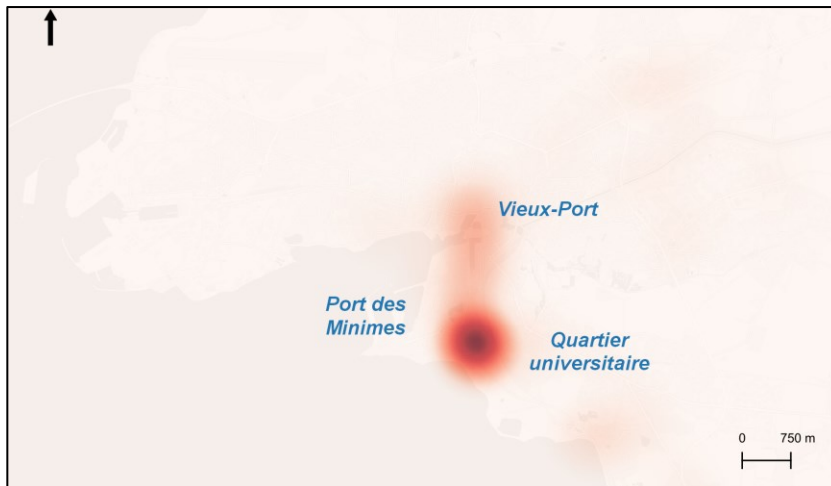 Vieux-Port
Port des
Minimes
Quartier
universitaire
0 750 m